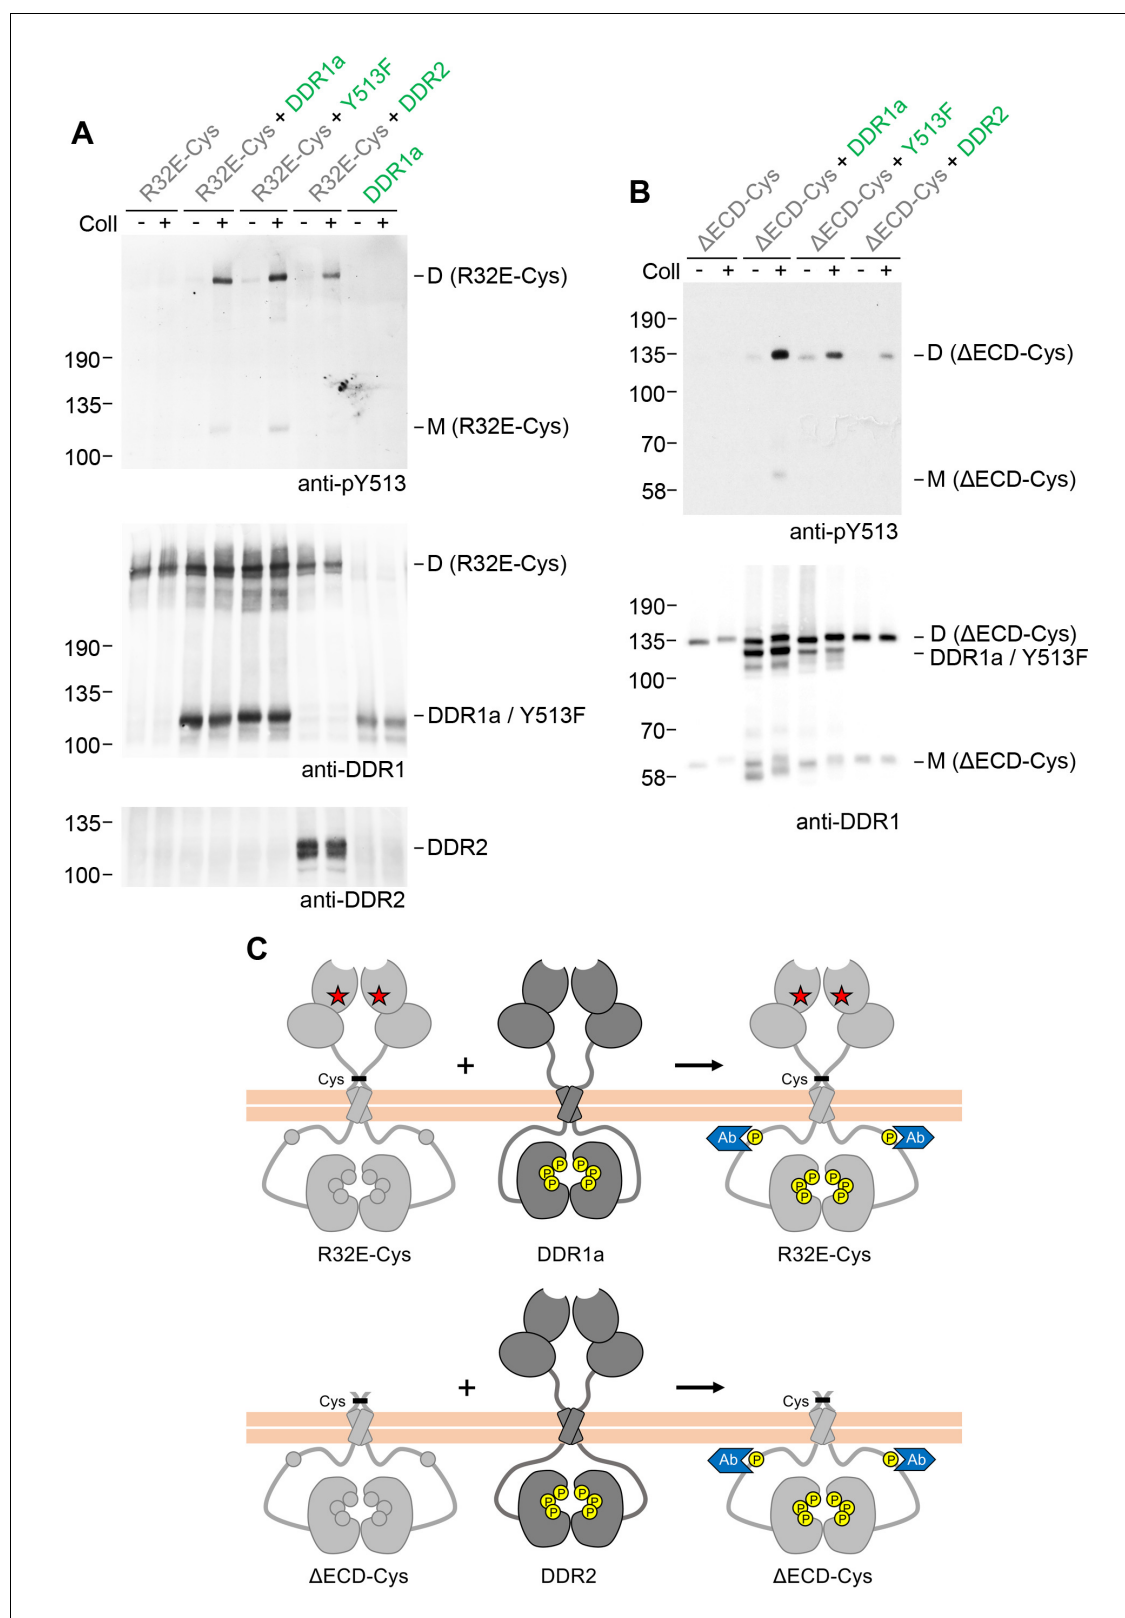 A
R32E-Cys
R32E-Cys + DDR1a
R32E-Cys + Y513F
R32E-Cys + DDR2
DDR1a
Coll - + - + - + - + - +
D (R32E-Cys)
190
135
M (R32E-Cys)
100
anti-pY513
D (R32E-Cys)
190
135
DDR1a / Y513F
100
anti-DDR1
135
DDR2
100
anti-DDR2
B
ΔECD-Cys
ΔECD-Cys + DDR1a
ΔECD-Cys + Y513F
ΔECD-Cys + DDR2
Coll - + - + - + - +
190
135
D (ΔECD-Cys)
100
70
M (ΔECD-Cys)
58
anti-pY513
190
135
D (ΔECD-Cys)
DDR1a / Y513F
100
70
M (ΔECD-Cys)
58
anti-DDR1
C
+
Cys
Cys
Ab P P Ab
P P P P P P
P P P P P P
R32E-Cys
DDR1a
R32E-Cys
+
Cys
Cys
Ab P P Ab
P P P P P P
P P P P P P
ΔECD-Cys
DDR2
ΔECD-Cys